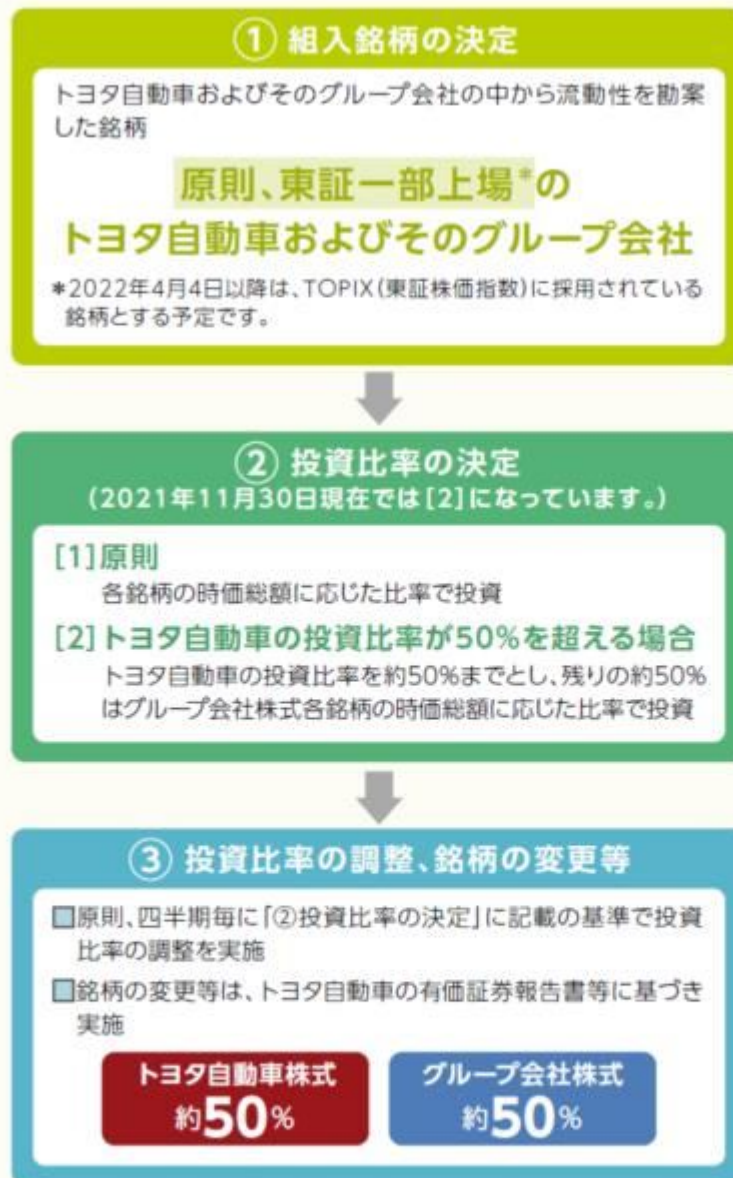 ① 組入銘柄の決定
トヨタ自動車およびそのグループ会社の中から流動性を勘案
した銘柄
原則、東証一部上場*の
トヨタ自動車およびそのグループ会社
*2022年4月4日以降は、TOPIX(東証株価指数)に採用されている
銘柄とする予定です。
② 投資比率の決定
(2021年11月30日現在では[2]になっています。)
[1]原則
各銘柄の時価総額に応じた比率で投資
[2]トヨタ自動車の投資比率が50%を超える場合
トヨタ自動車の投資比率を約50%までとし、残りの約50%
はグループ会社株式各銘柄の時価総額に応じた比率で投資
③ 投資比率の調整、銘柄の変更等
□原則、四半期毎に「②投資比率の決定」に記載の基準で投資
比率の調整を実施
□銘柄の変更等は、トヨタ自動車の有価証券報告書等に基づき
実施
トヨタ自動車株式
約50%
グループ会社株式
約50%